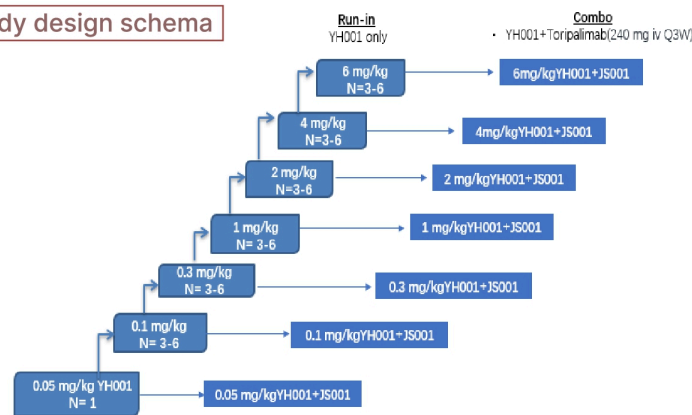 dy design schema
Run-in
YH001 only
Combo
• YH001+Toripalimab(240 mg iv Q3W)
6 mg/kg
N=3-6
6mg/kgYH001+JS001
4 mg/kg
N=3-6
4mg/kgYH001+JS001
2 mg/kg
N=3-6
2 mg/kgYH001+JS001
1 mg/kg
N= 3-6
1 mg/kgYH001+JS001
0.3 mg/kg
N= 3-6
0.3 mg/kgYH001+JS001
0.1 mg/kg
N= 3-6
0.1 mg/kgYH001+JS001
0.05 mg/kg YH001
N= 1
0.05 mg/kgYH001+JS001